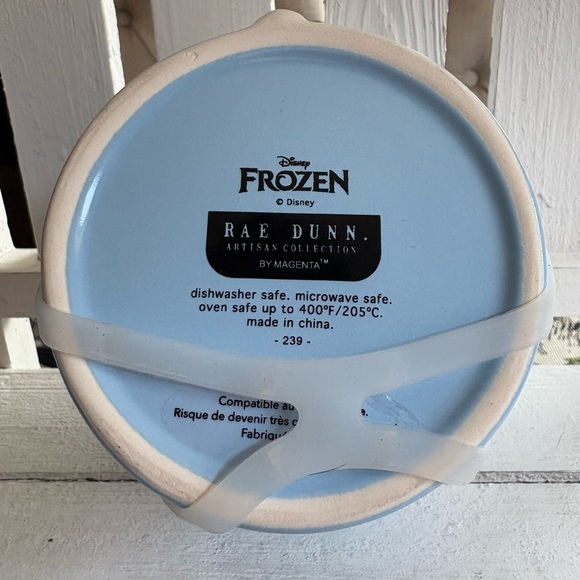 Disney
FROZEN
© Disney
RAE DUNN.
ARTISAN COLLECTION
BY MAGENTA™
dishwasher safe. microwave safe.
oven safe up to 400°F/205°C.
made in china.
- 239 -
Compatible au
Risque de devenir très
Fabriqu